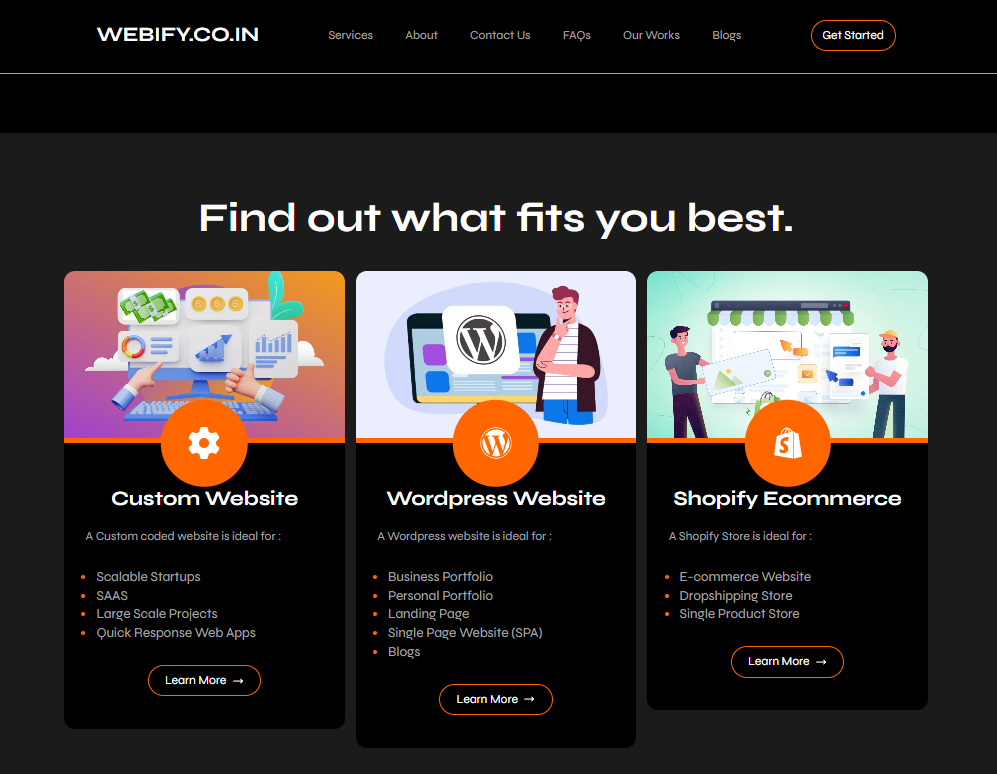 WEBIFY.CO.IN
Services
About
Contact Us
FAQs
Our Works
Blogs
Get Started
Find out what fits you best.
Custom Website
A Custom coded website is ideal for :
Scalable Startups
SAAS
Large Scale Projects
Quick Response Web Apps
Learn More →
Wordpress Website
A Wordpress website is ideal for :
Business Portfolio
Personal Portfolio
Landing Page
Single Page Website (SPA)
Blogs
Learn More →
Shopify Ecommerce
A Shopify Store is ideal for :
E-commerce Website
Dropshipping Store
Single Product Store
Learn More →